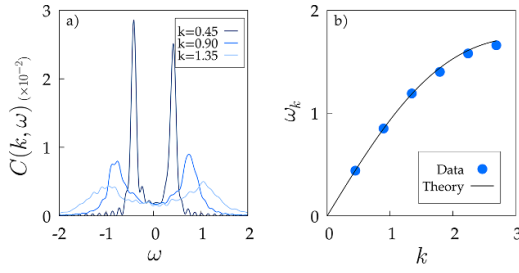 a)
k=0.45
k=0.90
k=1.35
C(k, ω) (×10⁻²)
3
2
1
0
-2 -1 0 1 2
ω
b)
ω_k
2
1
0
Data
Theory
0 1 2 3
k